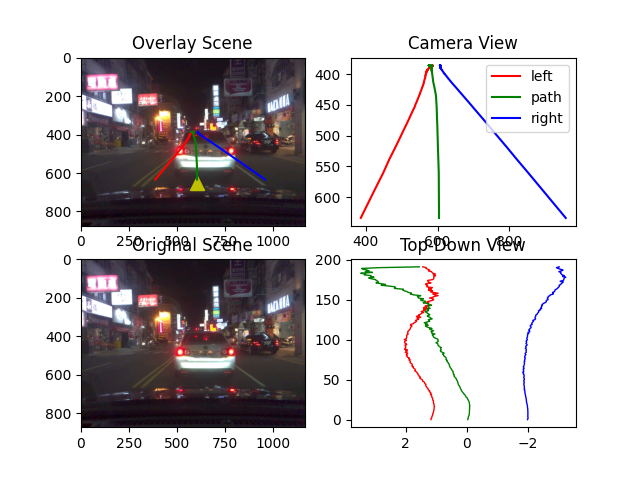 Overlay Scene
0
200
400
600
800
0 250 500 750 1000
Camera View
400
450
500
550
600
400 600 800
left
path
right
Original Scene
0
200
400
600
800
0 250 500 750 1000
Top-Down View
200
150
100
50
0
2 0 −2